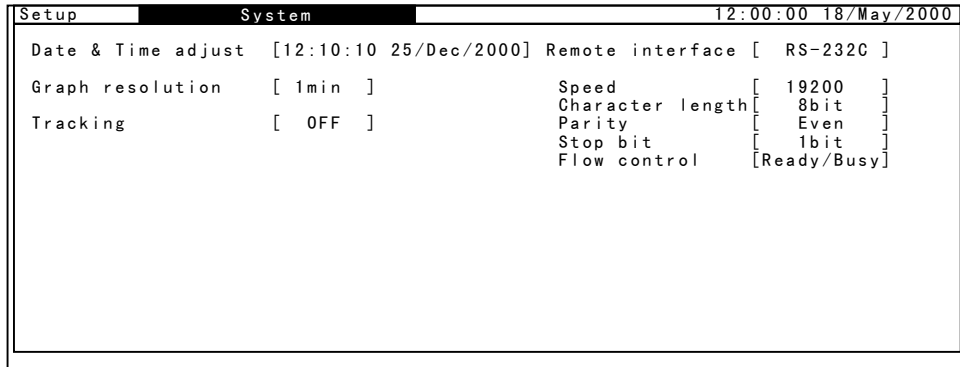 Setup System 12:00:00 18/May/2000
Date & Time adjust [12:10:10 25/Dec/2000] Remote interface [ RS-232C ]
Graph resolution [ 1min ] Speed [ 19200 ]
Character length[ 8bit ]
Tracking [ OFF ] Parity [ Even ]
Stop bit [ 1bit ]
Flow control [Ready/Busy]